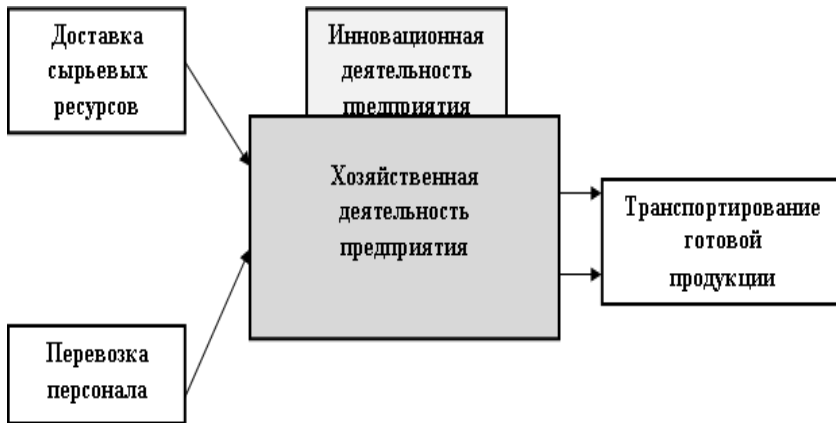 Доставка
сырьевых
ресурсов
Инновационная
деятельность
предприятия
Хозяйственная
деятельность
предприятия
Транспортирование
готовой
продукции
Перевозка
персонала